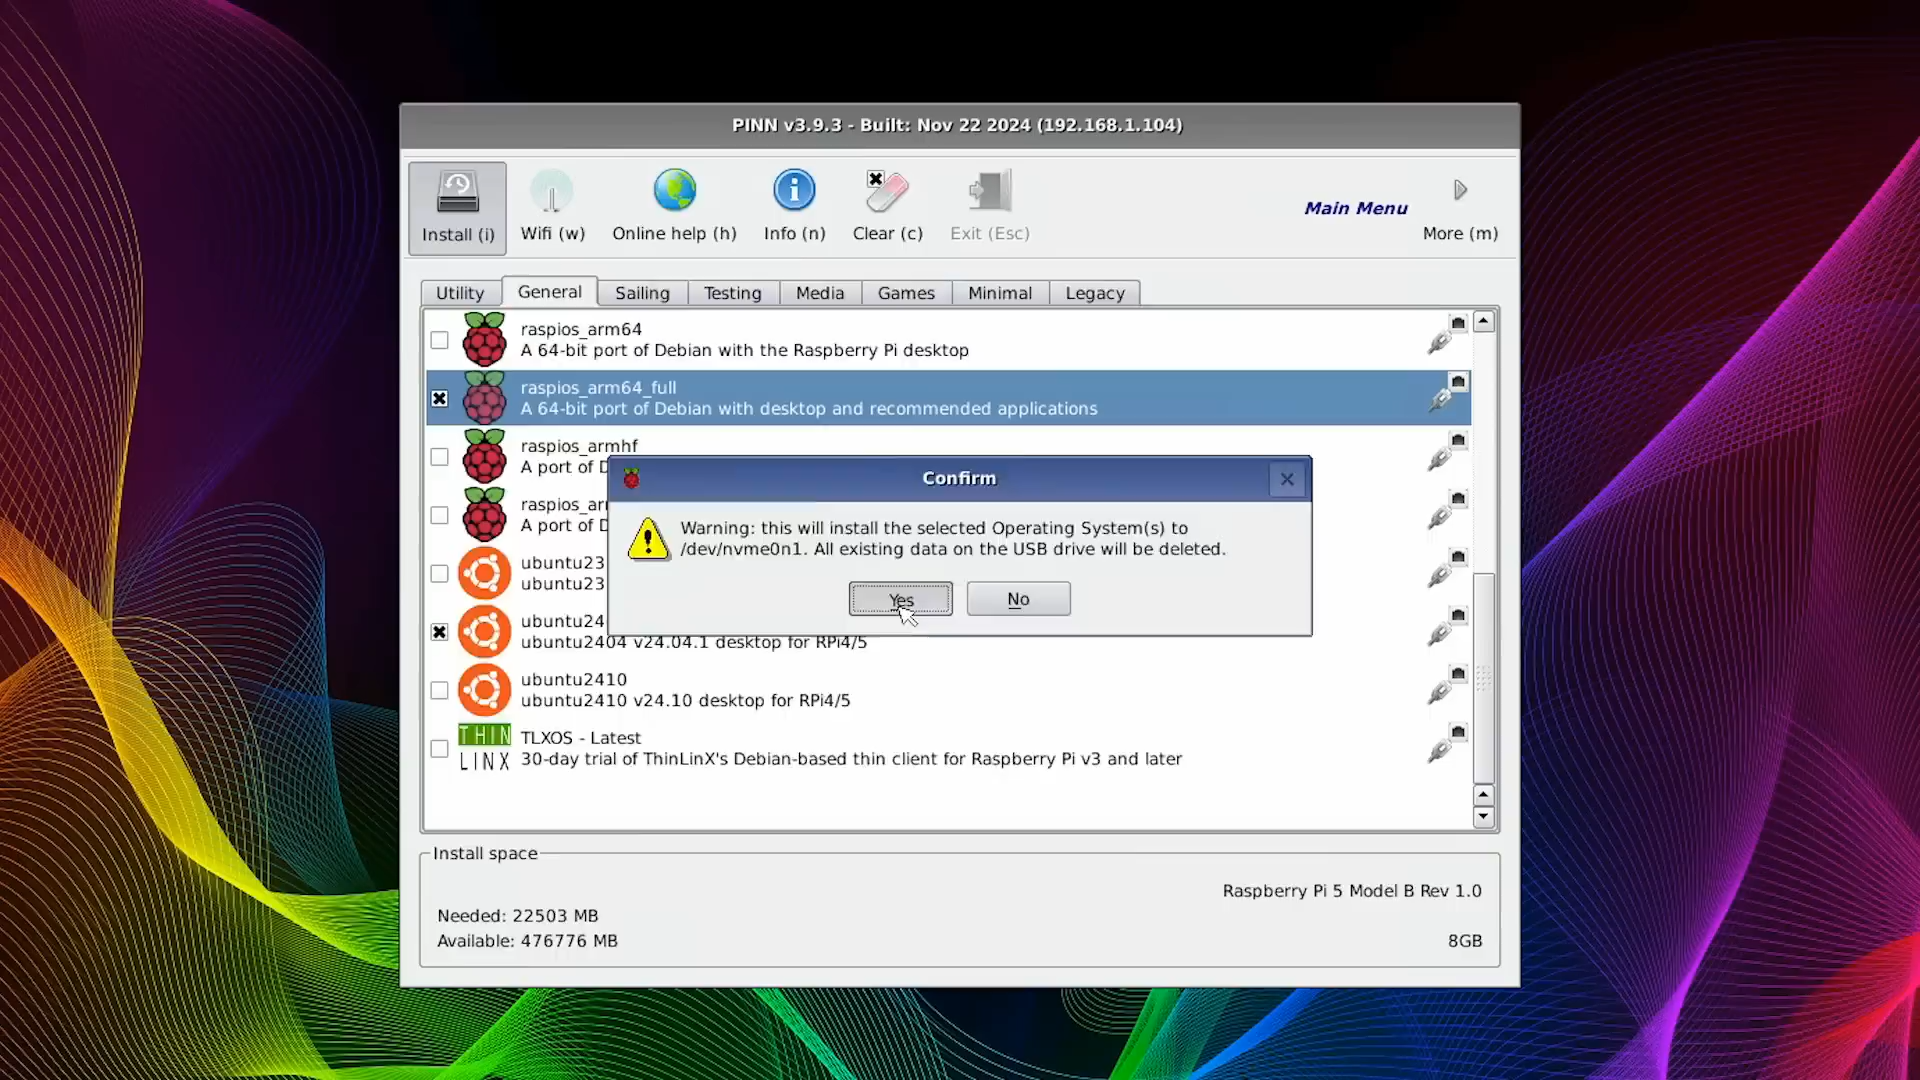 PINN v3.9.3 - Built: Nov 22 2024 (192.168.1.104)
Install (i)
Wifi (w)
Online help (h)
Info (n)
Clear (c)
Exit (Esc)
Main Menu
More (m)
Utility
General
Sailing
Testing
Media
Games
Minimal
Legacy
raspios_arm64
A 64-bit port of Debian with the Raspberry Pi desktop
raspios_arm64_full
A 64-bit port of Debian with desktop and recommended applications
raspios_armhf
A port of D
raspios_ar
A port of D
Confirm
Warning: this will install the selected Operating System(s) to
/dev/nvme0n1. All existing data on the USB drive will be deleted.
Yes
No
ubuntu23
ubuntu23
ubuntu24
ubuntu2404 v24.04.1 desktop for RPi4/5
ubuntu2410
ubuntu2410 v24.10 desktop for RPi4/5
THIN
LINX
TLXOS - Latest
30-day trial of ThinLinX's Debian-based thin client for Raspberry Pi v3 and later
Install space
Raspberry Pi 5 Model B Rev 1.0
Needed: 22503 MB
Available: 476776 MB
8GB